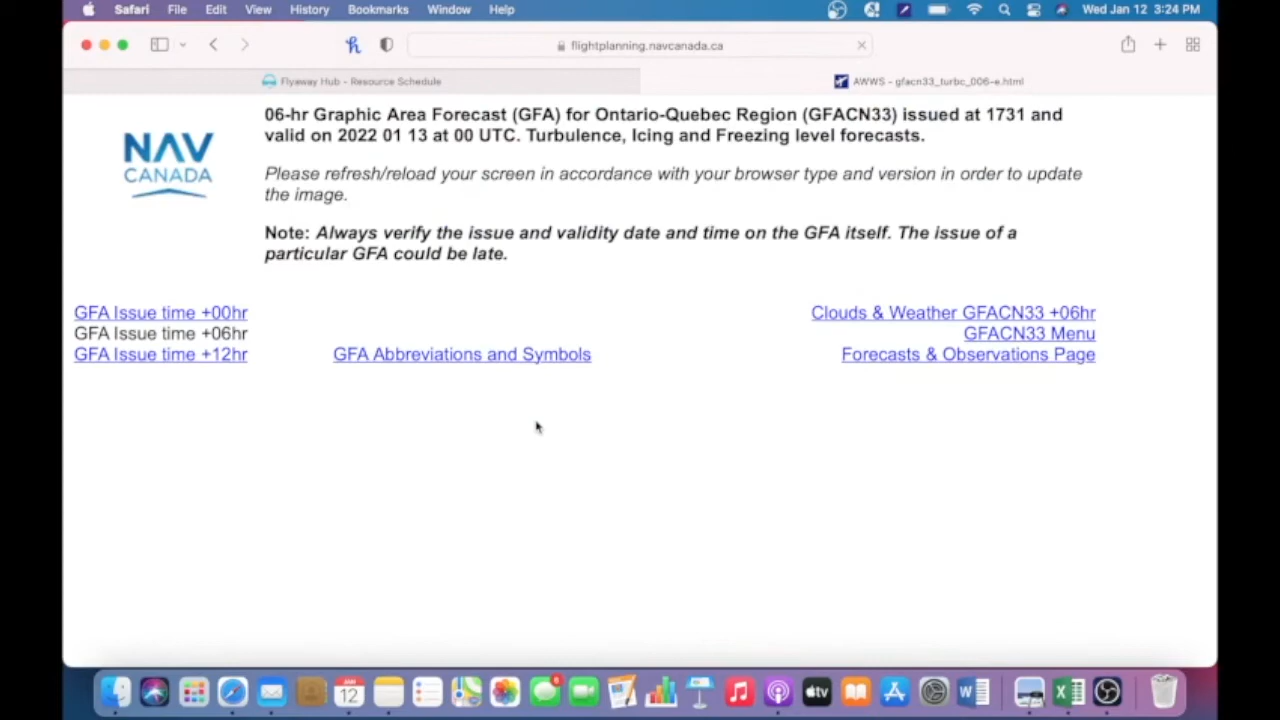 Safari File Edit View History Bookmarks Window Help Wed Jan 12 3:24 PM
flightplanning.navcanada.ca
Flyaway Hub - Resource Schedule
AWWS - gfacn33_turbc_006-e.html
NAV
CANADA
06-hr Graphic Area Forecast (GFA) for Ontario-Quebec Region (GFACN33) issued at 1731 and
valid on 2022 01 13 at 00 UTC. Turbulence, Icing and Freezing level forecasts.
Please refresh/reload your screen in accordance with your browser type and version in order to update
the image.
Note: Always verify the issue and validity date and time on the GFA itself. The issue of a
particular GFA could be late.
GFA Issue time +00hr
GFA Issue time +06hr
GFA Issue time +12hr
GFA Abbreviations and Symbols
Clouds & Weather GFACN33 +06hr
GFACN33 Menu
Forecasts & Observations Page
JAN
12
tv